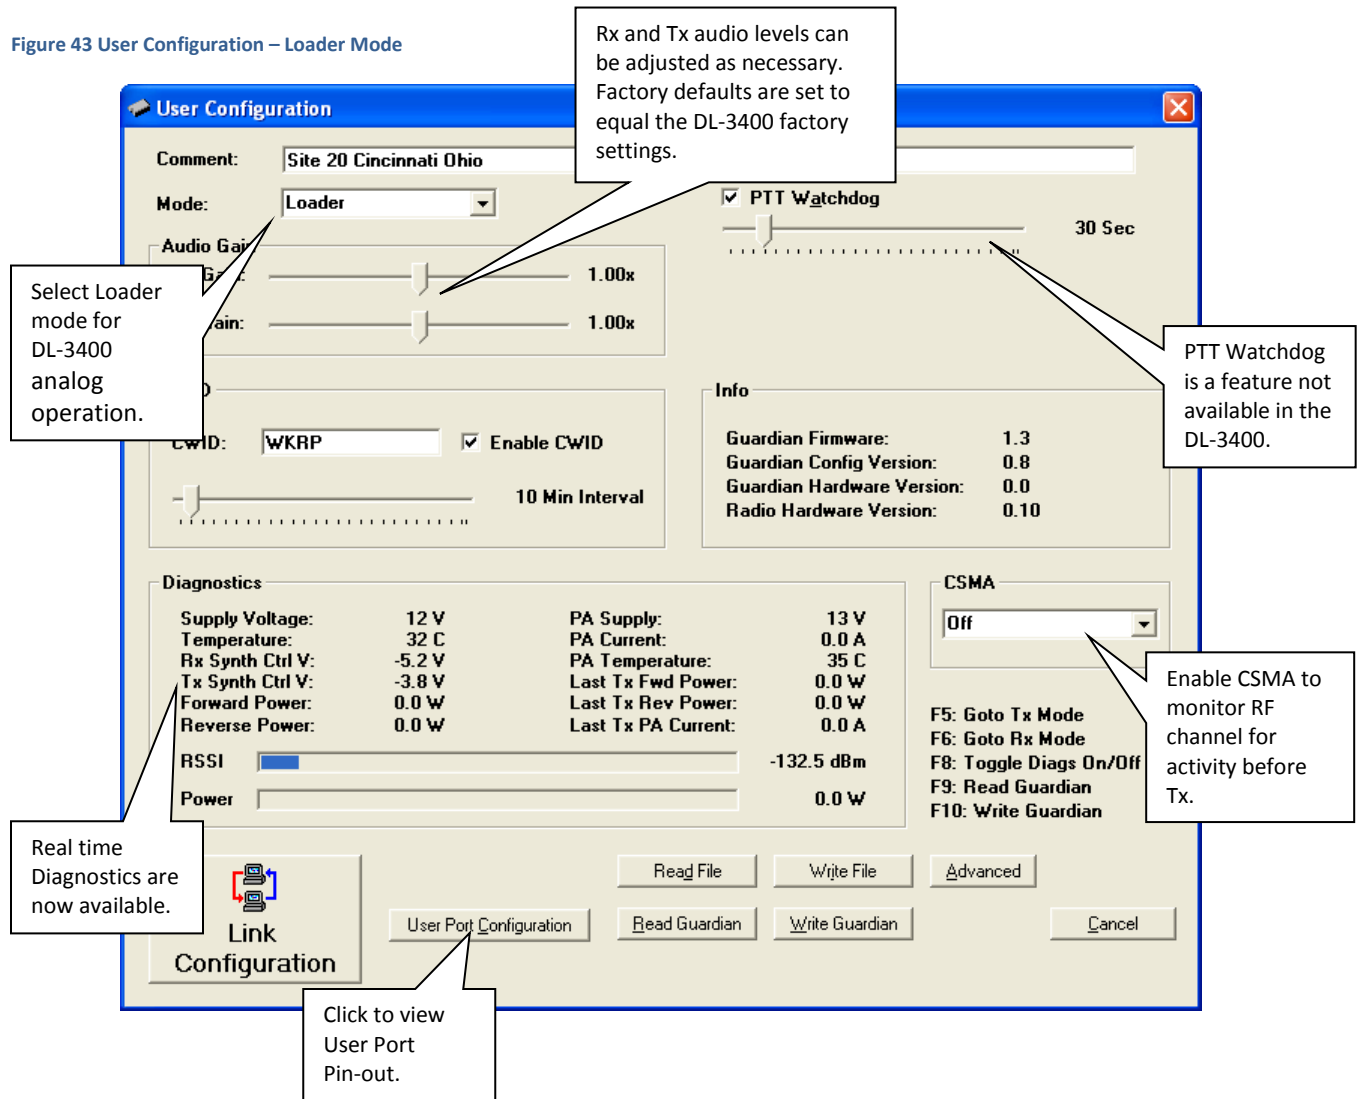 Figure 43 User Configuration – Loader Mode
Rx and Tx audio levels can
be adjusted as necessary.
Factory defaults are set to
equal the DL-3400 factory
settings.
User Configuration
Comment: Site 20 Cincinnati Ohio
Mode: Loader
PTT Watchdog
30 Sec
Audio Gain
1.00x
1.00x
Select Loader
mode for
DL-3400
analog
operation.
PTT Watchdog
is a feature not
available in the
DL-3400.
CWID: WKRP Enable CWID
10 Min Interval
Info
Guardian Firmware: 1.3
Guardian Config Version: 0.8
Guardian Hardware Version: 0.0
Radio Hardware Version: 0.10
Diagnostics
Supply Voltage: 12 V PA Supply: 13 V
Temperature: 32 C PA Current: 0.0 A
Rx Synth Ctrl V: -5.2 V PA Temperature: 35 C
Tx Synth Ctrl V: -3.8 V Last Tx Fwd Power: 0.0 W
Forward Power: 0.0 W Last Tx Rev Power: 0.0 W
Reverse Power: 0.0 W Last Tx PA Current: 0.0 A
RSSI -132.5 dBm
Power 0.0 W
CSMA
Off
Enable CSMA to
monitor RF
channel for
activity before
Tx.
F5: Goto Tx Mode
F6: Goto Rx Mode
F8: Toggle Diags On/Off
F9: Read Guardian
F10: Write Guardian
Real time
Diagnostics are
now available.
Link
Configuration
Read File Write File Advanced
User Port Configuration Read Guardian Write Guardian Cancel
Click to view
User Port
Pin-out.